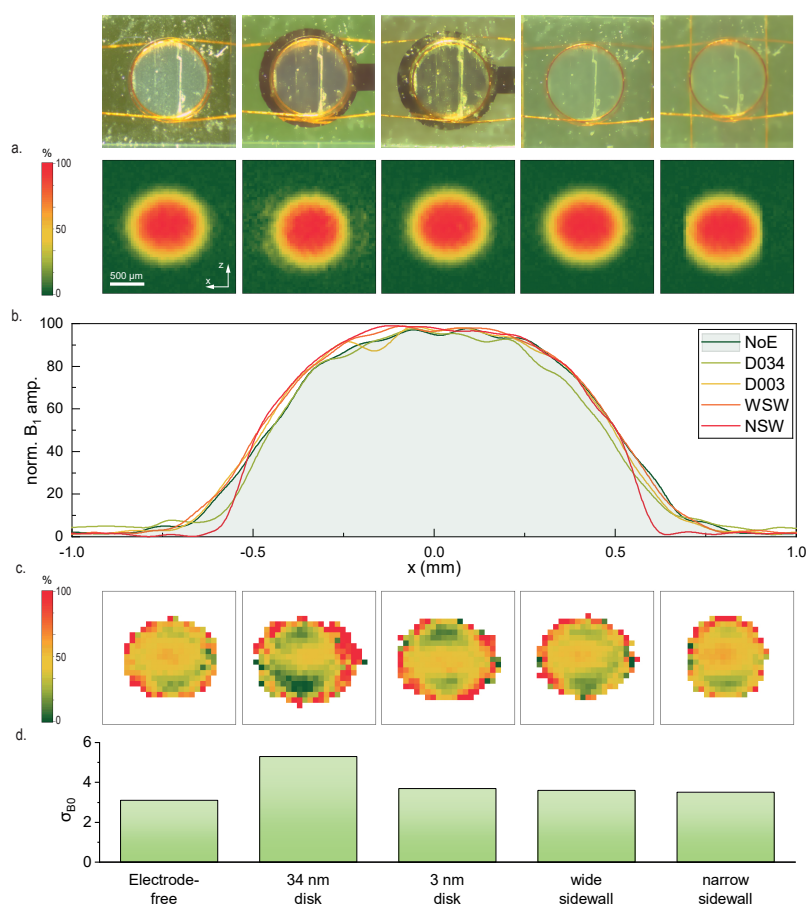 a.
%
100
50
0
500 µm
z
x
b.
100
80
60
40
20
0
norm. B1 amp.
NoE
D034
D003
WSW
NSW
-1.0
-0.5
0.0
0.5
1.0
x (mm)
c.
%
100
50
0
d.
6
4
2
0
σB0
Electrode-
free
34 nm
disk
3 nm
disk
wide
sidewall
narrow
sidewall